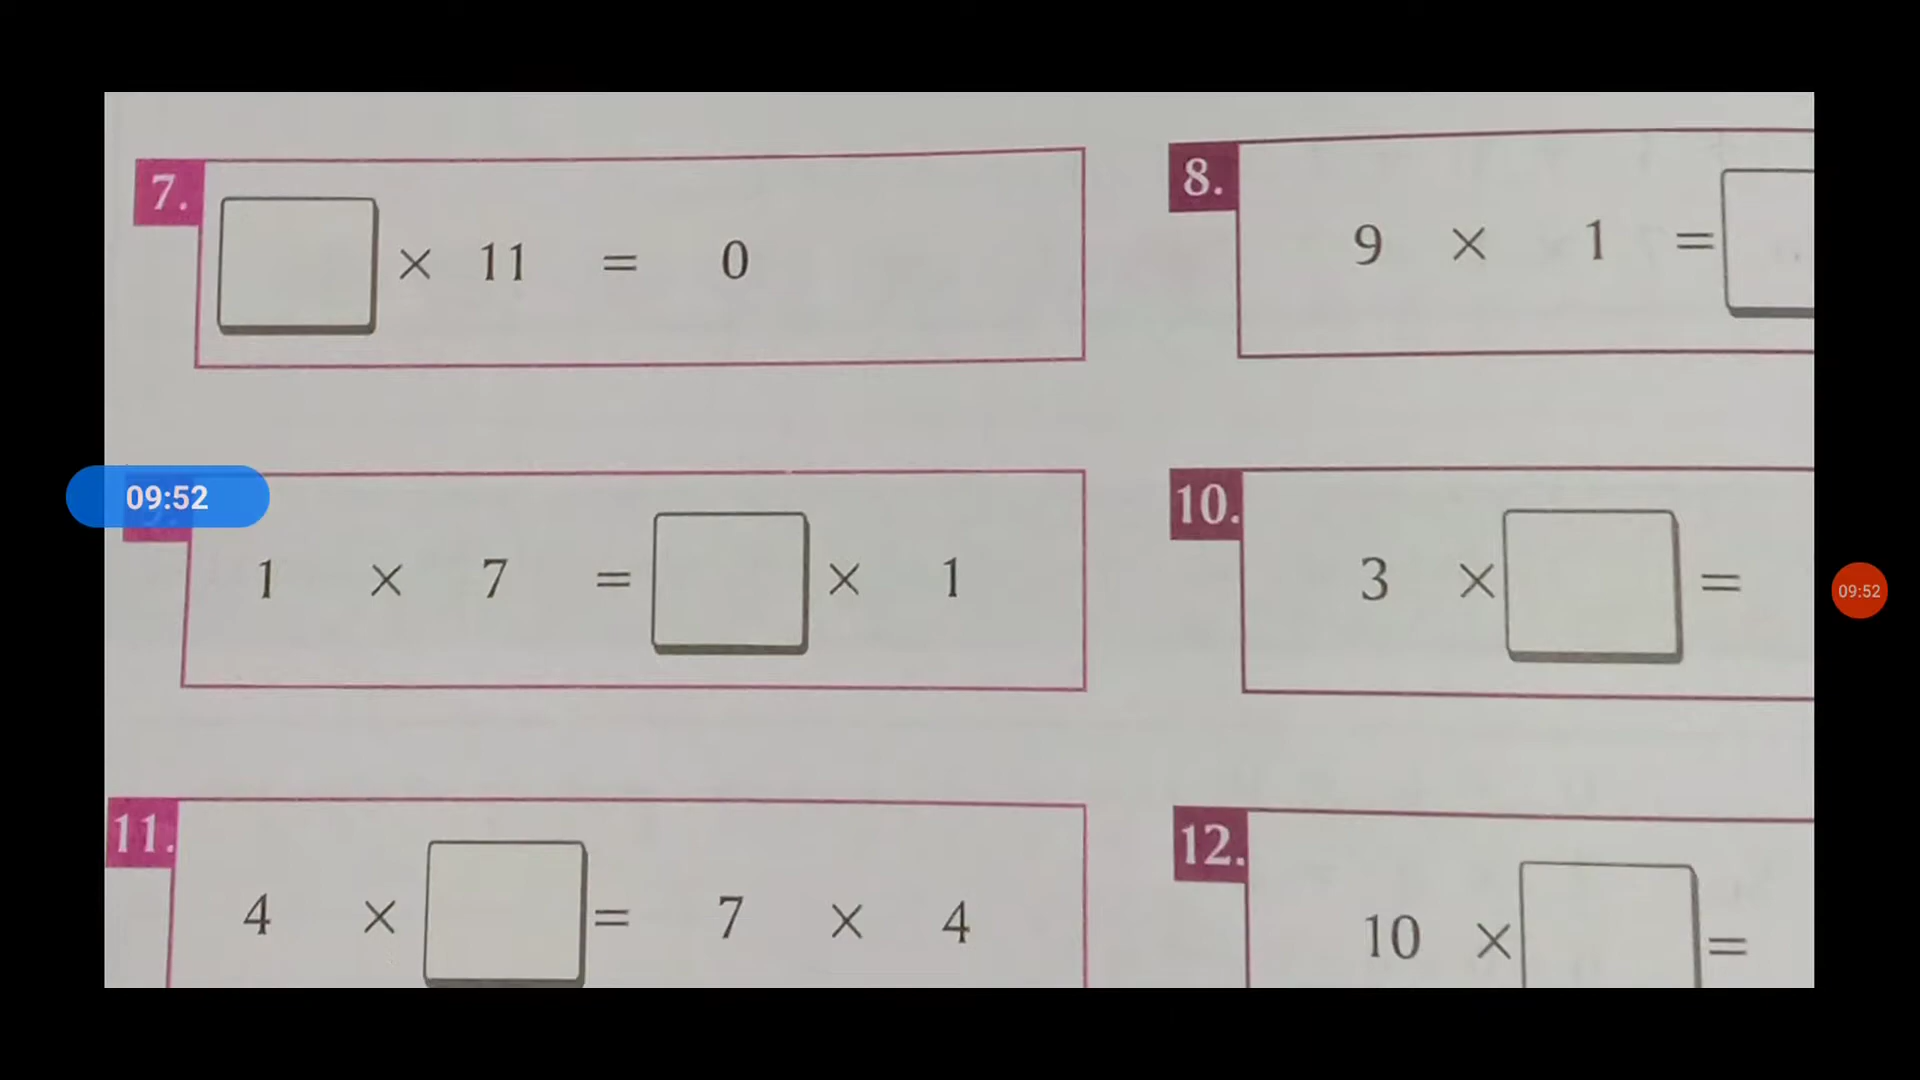 7. × 11 = 0
8. 9 × 1 =
09:52
1 × 7 = × 1
10. 3 × =
09:52
11. 4 × = 7 × 4
12. 10 × =